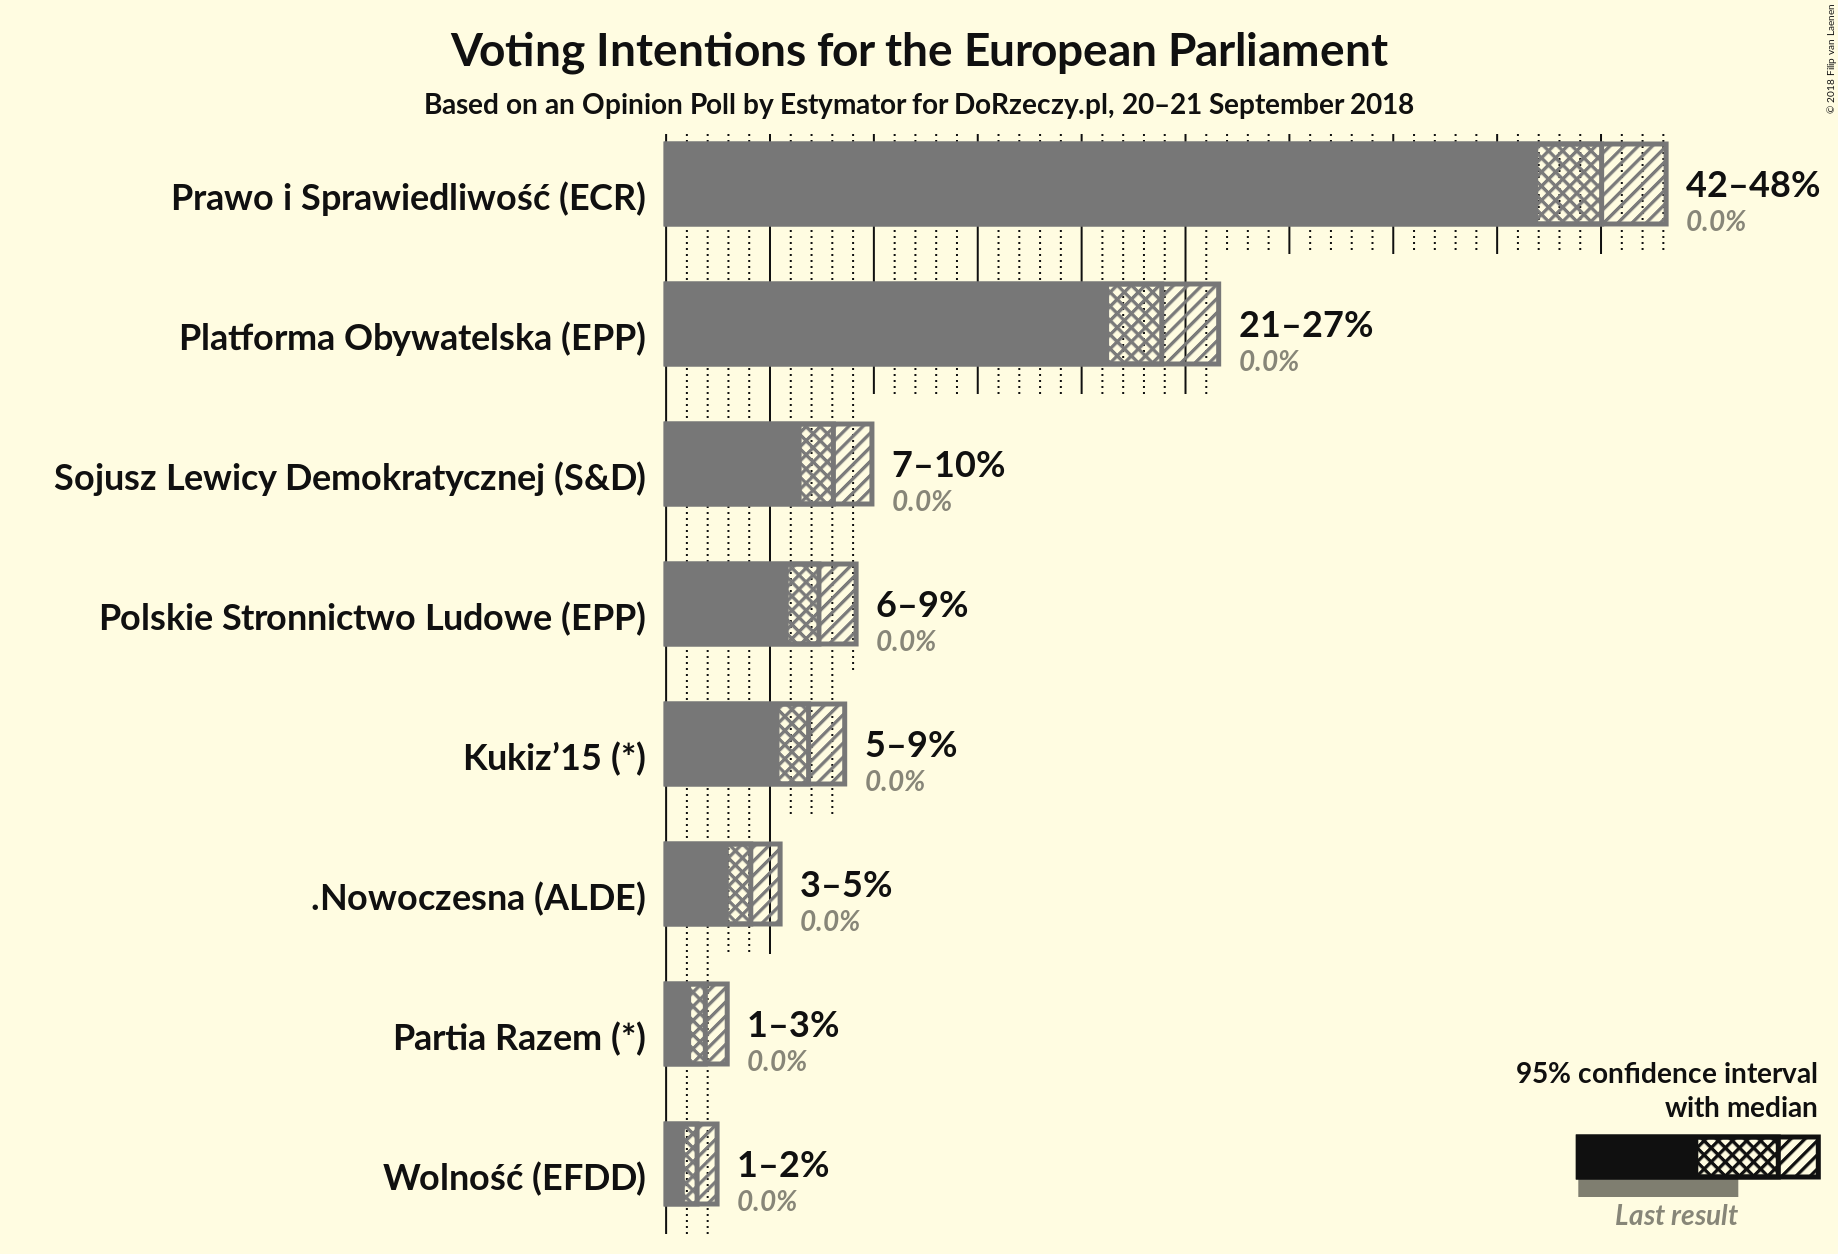 Voting Intentions for the European Parliament
Based on an Opinion Poll by Estymator for DoRzeczy.pl, 20–21 September 2018
© 2018 Filip van Laenen
Prawo i Sprawiedliwość (ECR)
42–48%
0.0%
Platforma Obywatelska (EPP)
21–27%
0.0%
Sojusz Lewicy Demokratycznej (S&D)
7–10%
0.0%
Polskie Stronnictwo Ludowe (EPP)
6–9%
0.0%
Kukiz’15 (*)
5–9%
0.0%
.Nowoczesna (ALDE)
3–5%
0.0%
Partia Razem (*)
1–3%
0.0%
Wolność (EFDD)
1–2%
0.0%
95% confidence interval
with median
Last result